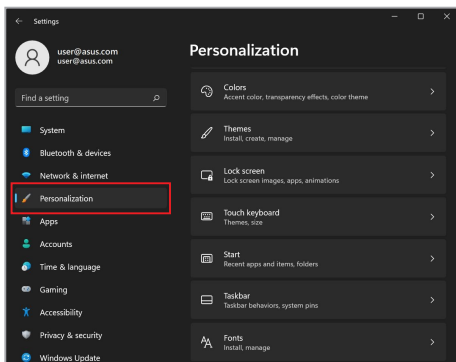 Settings
user@asus.com
user@asus.com
Find a setting
System
Bluetooth & devices
Network & internet
Personalization
Apps
Accounts
Time & language
Gaming
Accessibility
Privacy & security
Windows Update
Personalization
Colors
Accent color, transparency effects, color theme
Themes
Install, create, manage
Lock screen
Lock screen images, apps, animations
Touch keyboard
Themes, size
Start
Recent apps and items, folders
Taskbar
Taskbar behaviors, system pins
Fonts
Install, manage